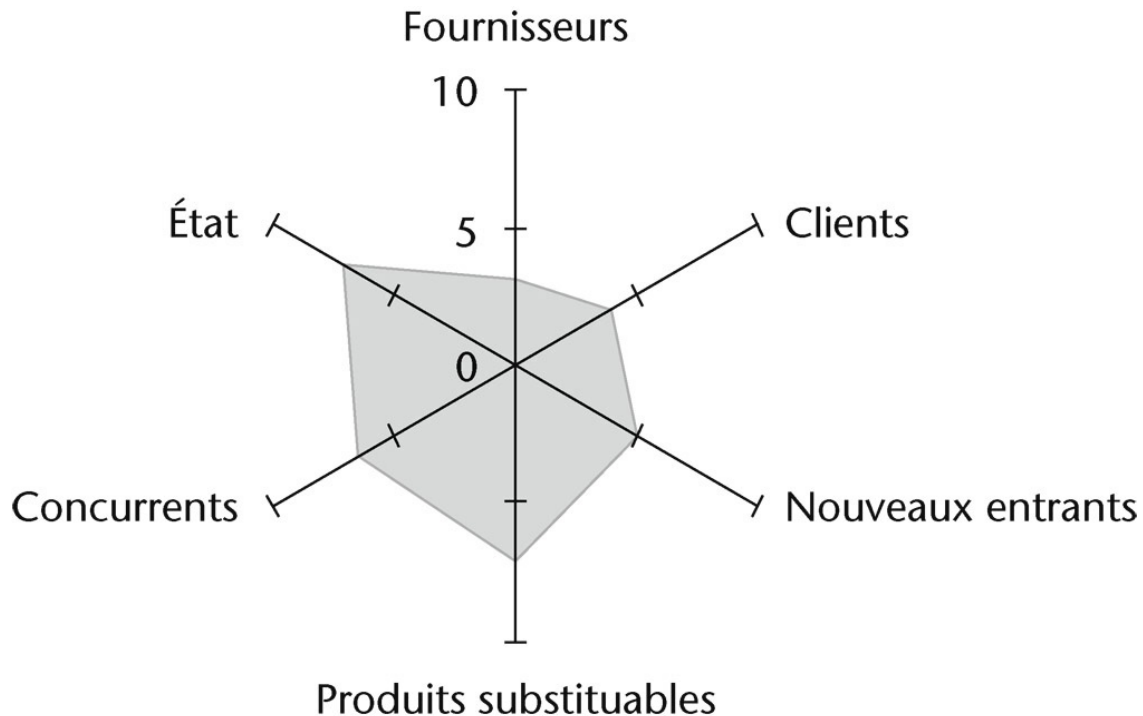 Fournisseurs
10
État
5
Clients
0
Concurrents
Nouveaux entrants
Produits substituables